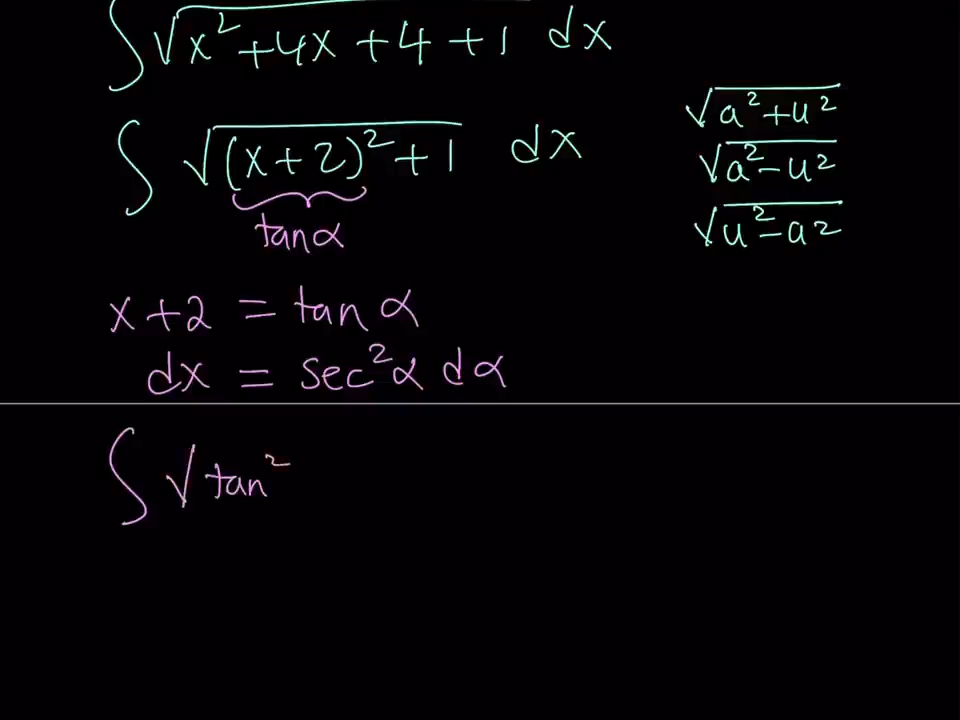 ∫√x²+4x+4+1 dx
∫ √(x+2)²+1 dx
tanα
√a²+u²
√a²-u²
√u²-a²
x+2 = tanα
dx = sec²α dα
∫√tan²